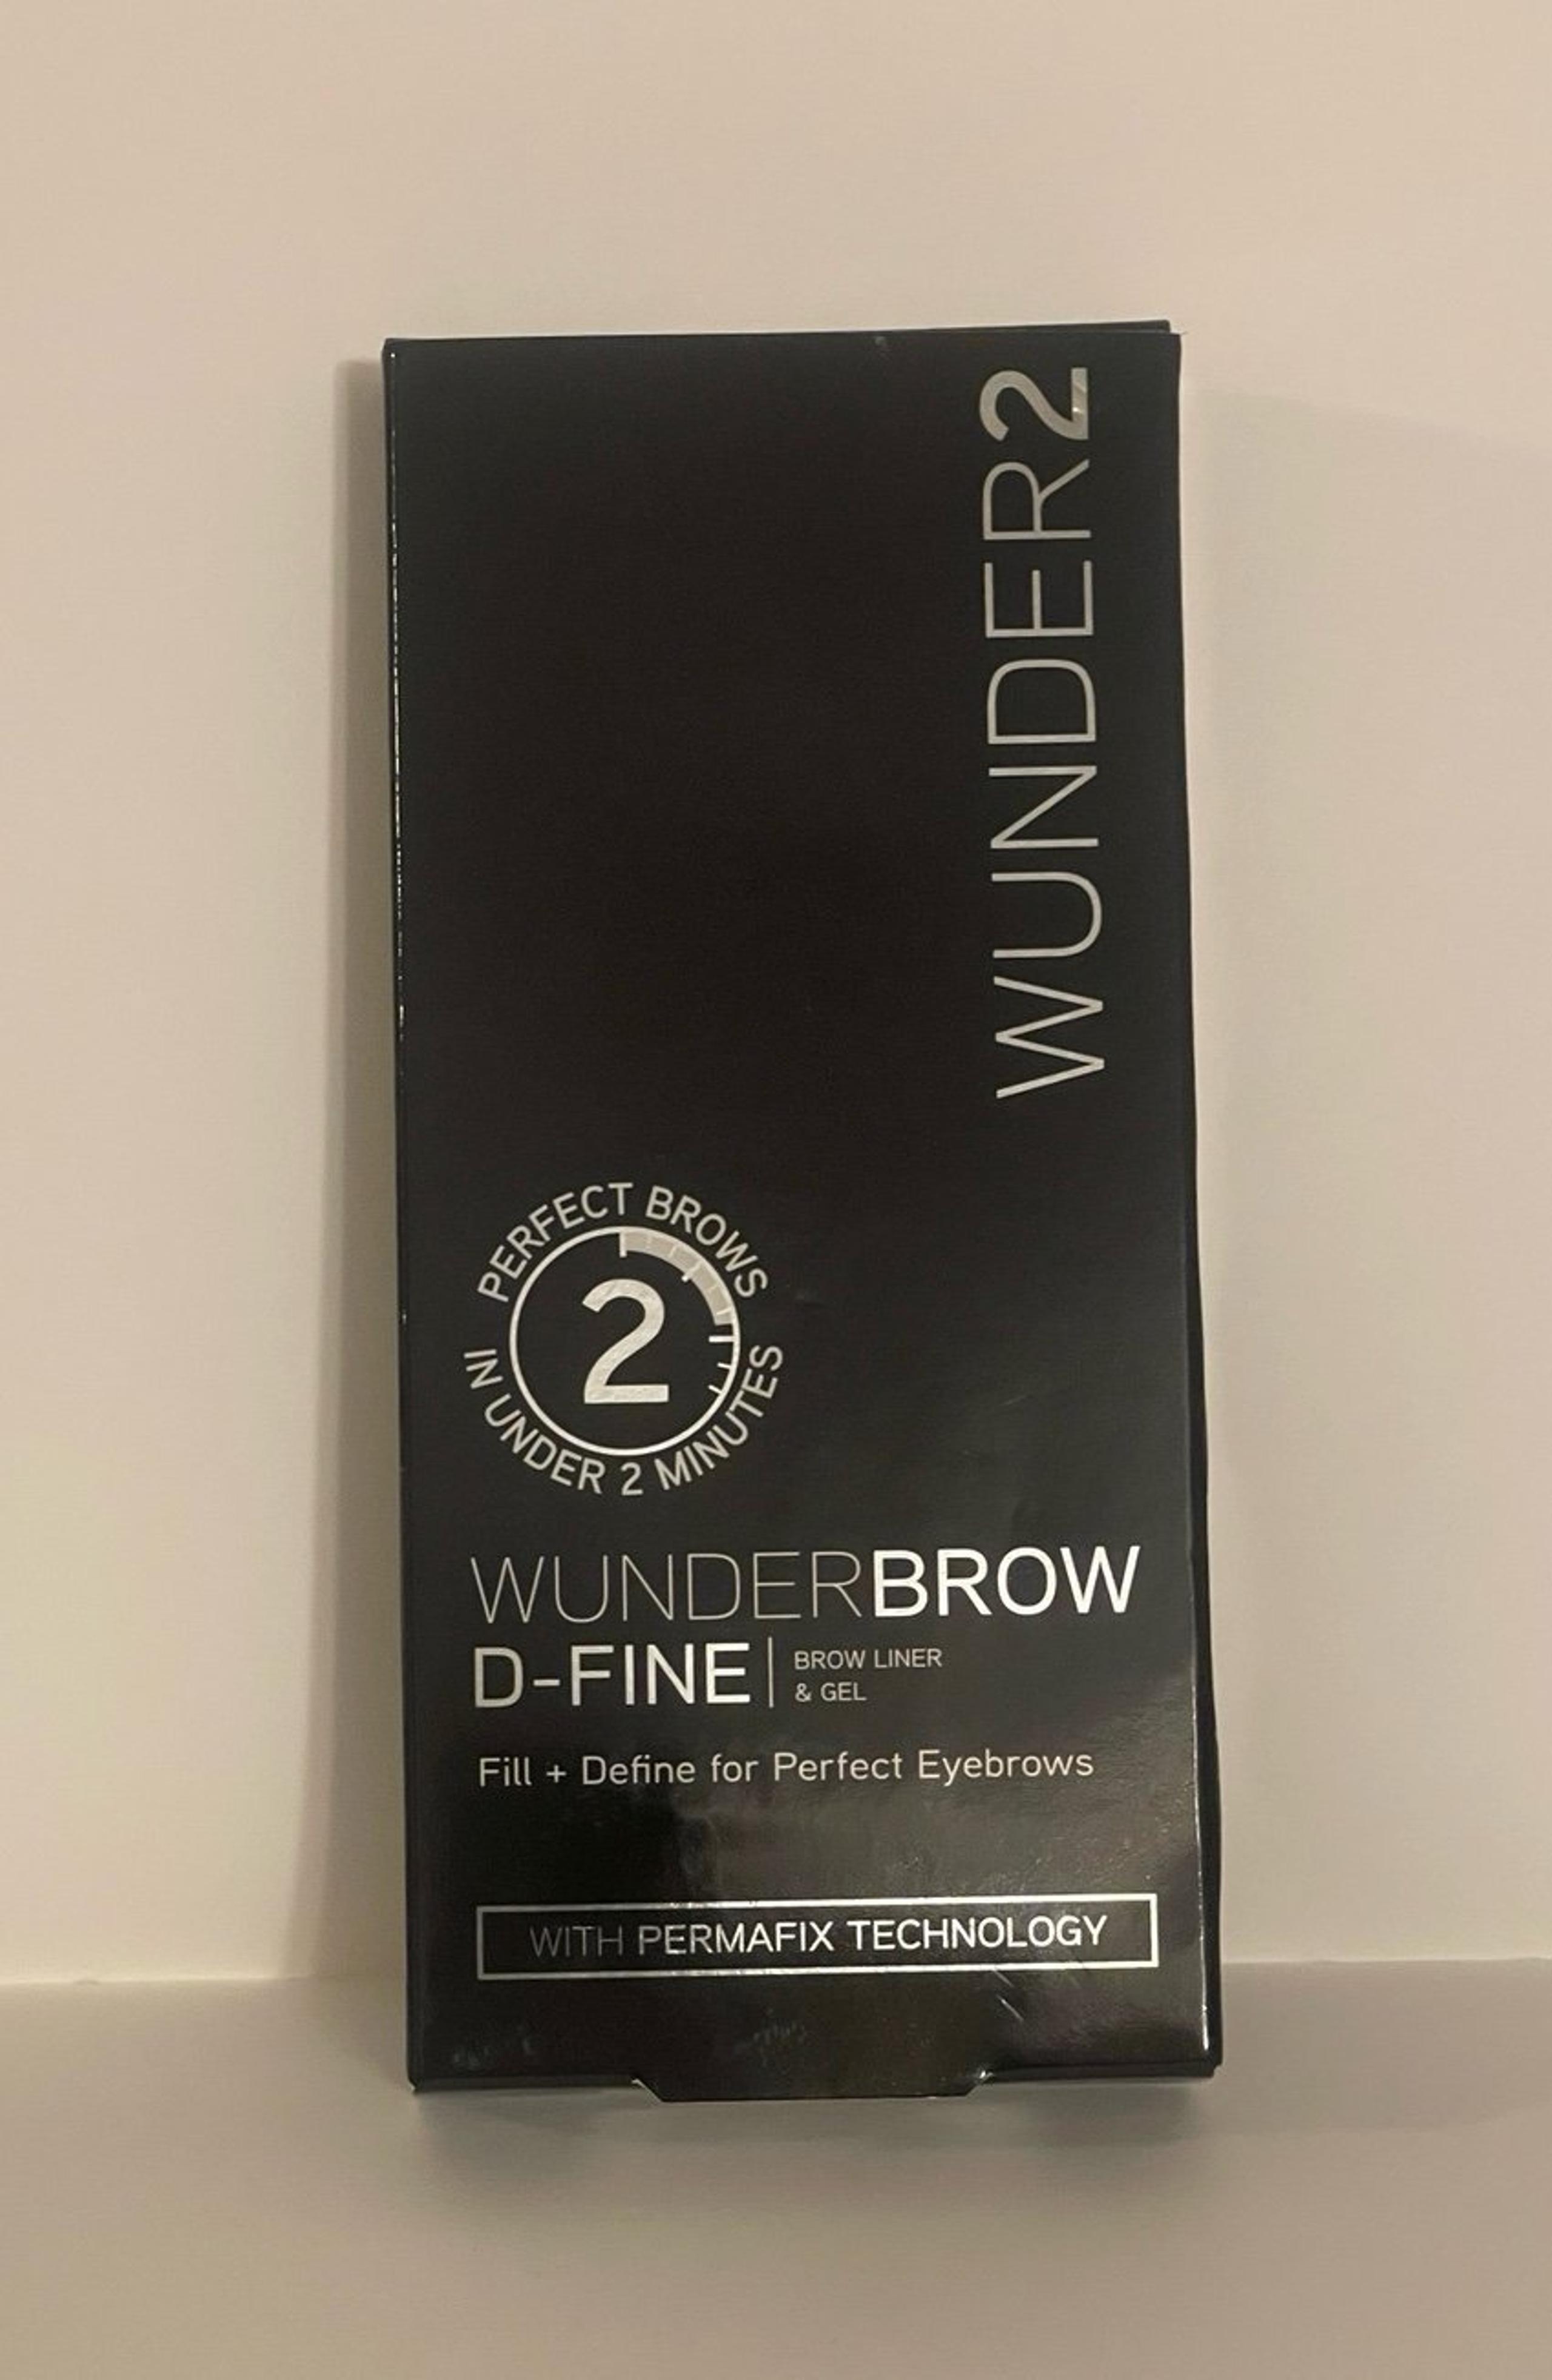 WUNDER2
PERFECT BROWS
2
IN UNDER 2 MINUTES
WUNDERBROW
D-FINE
BROW LINER
& GEL
Fill + Define for Perfect Eyebrows
WITH PERMAFIX TECHNOLOGY